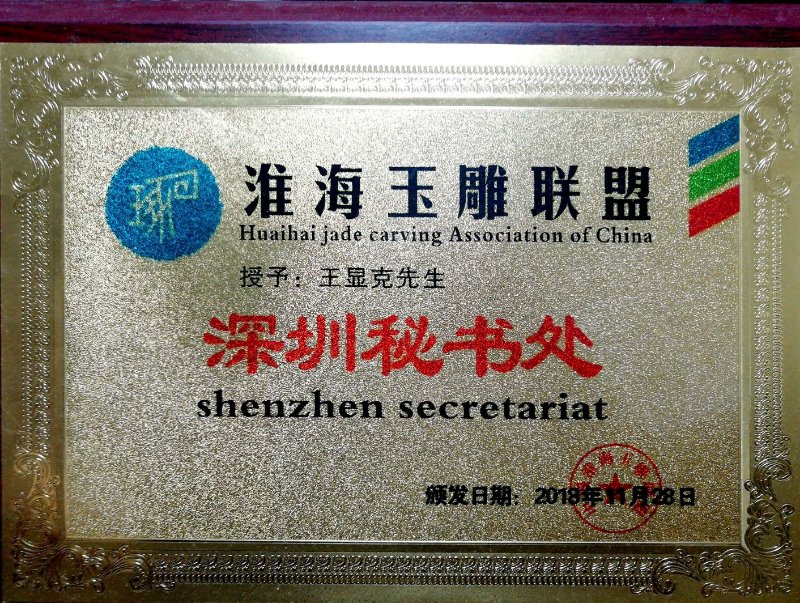 淮海玉雕联盟
Huaihai jade carving Association of China
授予：王显克先生
深圳秘书处
shenzhen secretariat
颁发日期：2018年11月28日